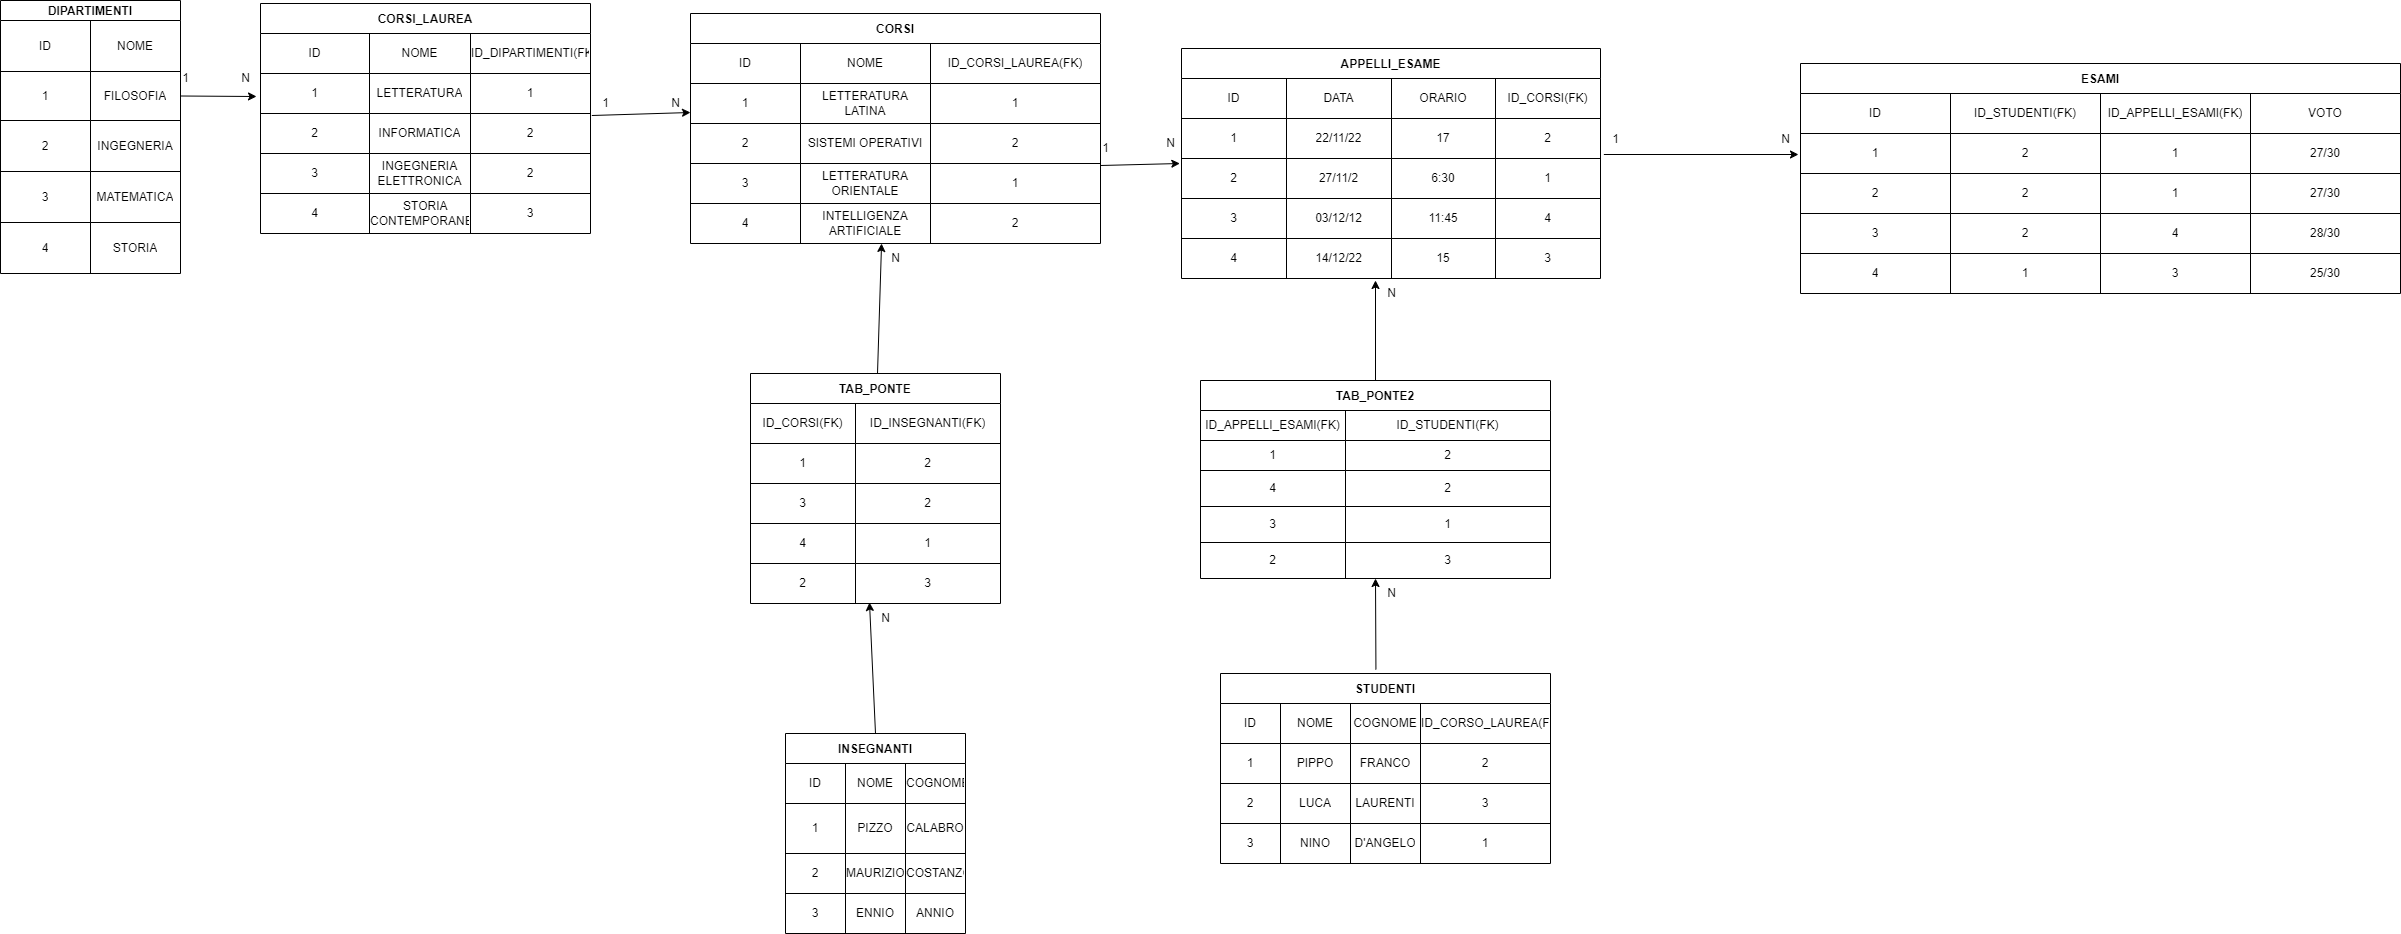 DIPARTIMENTI
ID NOME
1 FILOSOFIA
2 INGEGNERIA
3 MATEMATICA
4 STORIA
1 N
CORSI_LAUREA
ID NOME ID_DIPARTIMENTI(FK
1 LETTERATURA 1
2 INFORMATICA 2
3 INGEGNERIA ELETTRONICA 2
4 STORIA CONTEMPORANE 3
1 N
CORSI
ID NOME ID_CORSI_LAUREA(FK)
1 LETTERATURA LATINA 1
2 SISTEMI OPERATIVI 2
3 LETTERATURA ORIENTALE 1
4 INTELLIGENZA ARTIFICIALE 2
1 N
APPELLI_ESAME
ID DATA ORARIO ID_CORSI(FK)
1 22/11/22 17 2
2 27/11/2 6:30 1
3 03/12/12 11:45 4
4 14/12/22 15 3
1 N
ESAMI
ID ID_STUDENTI(FK) ID_APPELLI_ESAMI(FK) VOTO
1 2 1 27/30
2 2 1 27/30
3 2 4 28/30
4 1 3 25/30
N
TAB_PONTE
ID_CORSI(FK) ID_INSEGNANTI(FK)
1 2
3 2
4 1
2 3
N
INSEGNANTI
ID NOME COGNOME
1 PIZZO CALABRO
2 MAURIZIO COSTANZO
3 ENNIO ANNIO
N
TAB_PONTE2
ID_APPELLI_ESAMI(FK) ID_STUDENTI(FK)
1 2
4 2
3 1
2 3
N
STUDENTI
ID NOME COGNOME ID_CORSO_LAUREA(F
1 PIPPO FRANCO 2
2 LUCA LAURENTI 3
3 NINO D'ANGELO 1